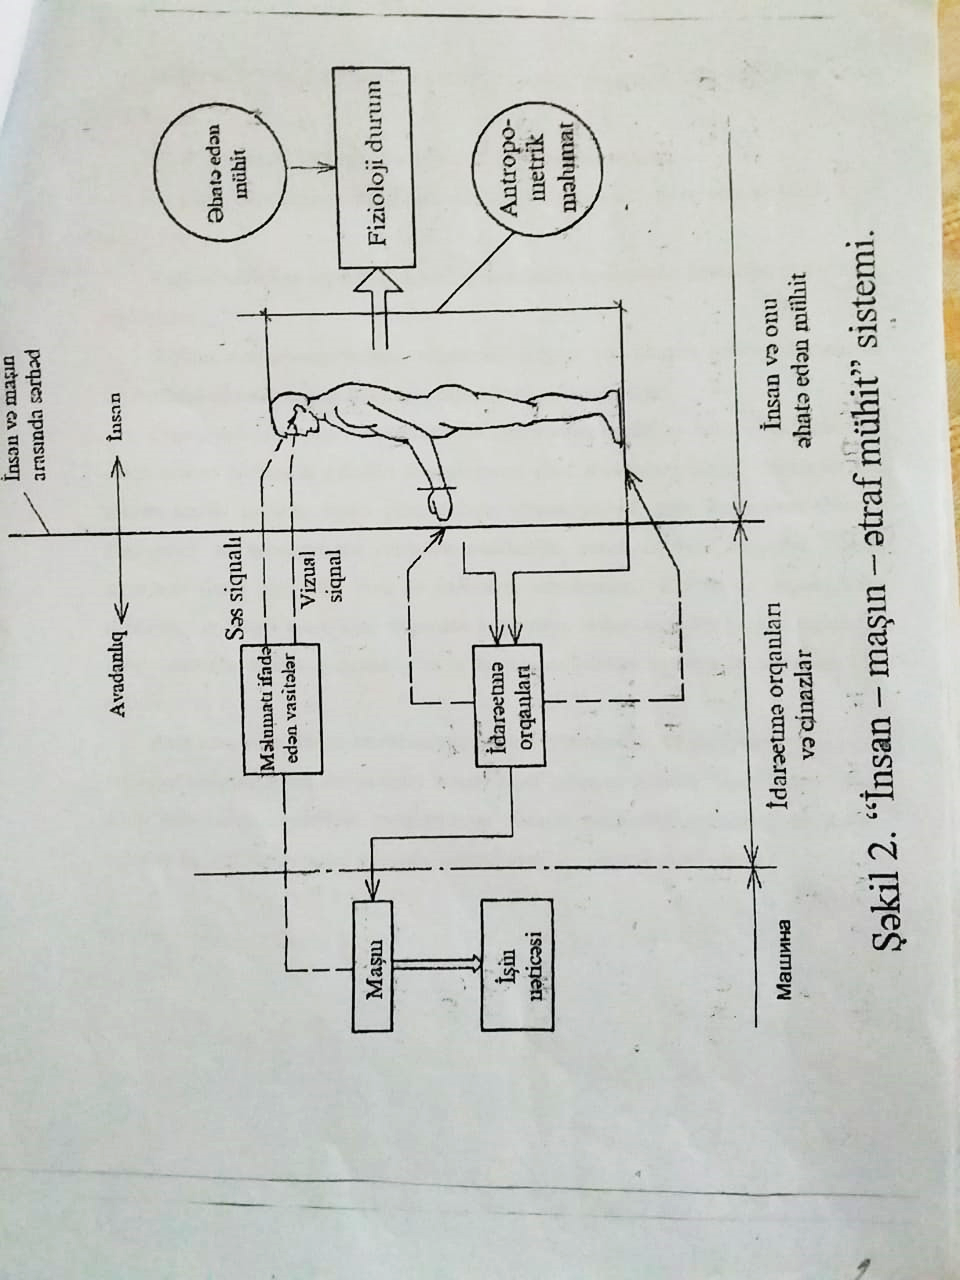 İnsan və maşın
arasında sərhəd
Avadanlıq
İnsan
Səs siqnalı
Vizual
siqnal
Məlumatı ifadə
edən vasitələr
Əhatə edən
mühit
Fizioloji durum
Antropo-
metrik
məlumat
İdarəetmə
orqanları
Maşın
İşin
nəticəsi
Машина
İdarəetmə orqanları
və cinazlar
İnsan və onu
əhatə edən mühit
Şəkil 2. “İnsan – maşın – ətraf mühit” sistemi.